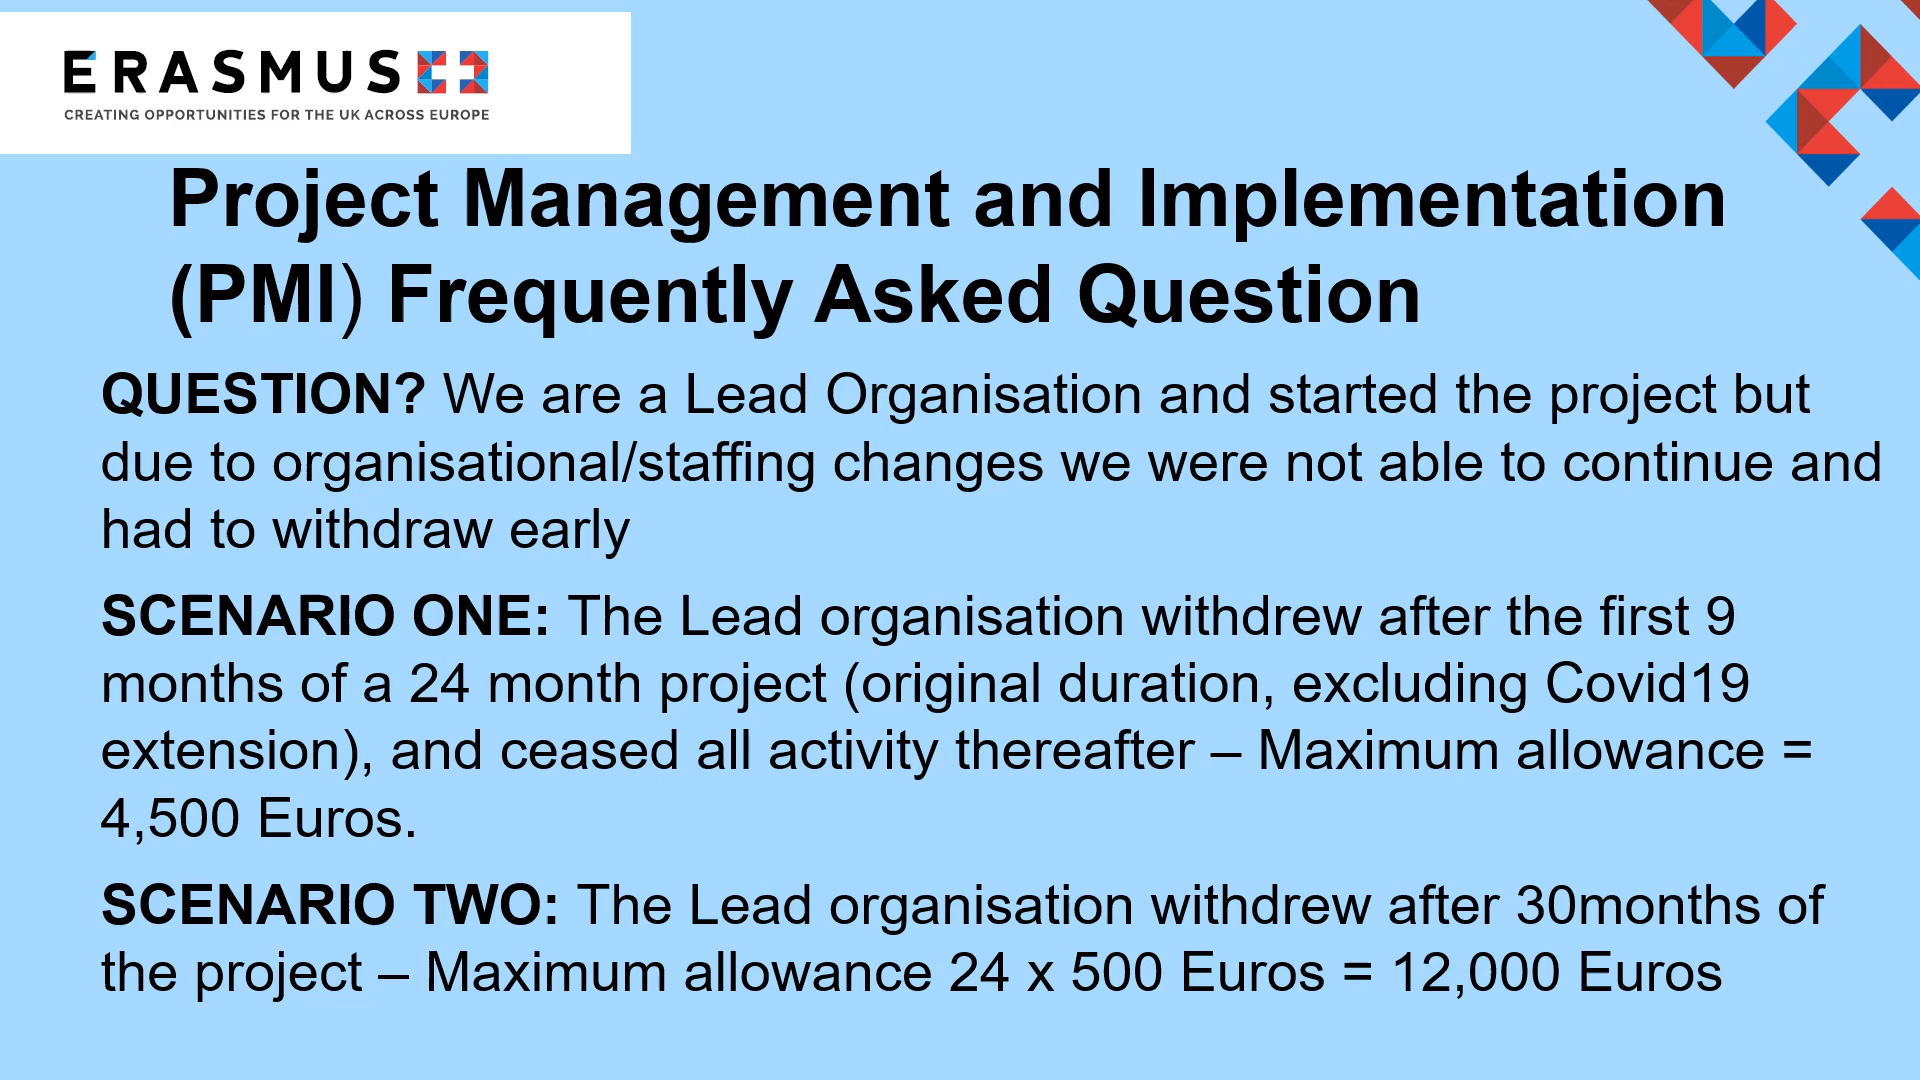 ERASMUS+
CREATING OPPORTUNITIES FOR THE UK ACROSS EUROPE
Project Management and Implementation
(PMI) Frequently Asked Question
QUESTION? We are a Lead Organisation and started the project but
due to organisational/staffing changes we were not able to continue and
had to withdraw early
SCENARIO ONE: The Lead organisation withdrew after the first 9
months of a 24 month project (original duration, excluding Covid19
extension), and ceased all activity thereafter – Maximum allowance =
4,500 Euros.
SCENARIO TWO: The Lead organisation withdrew after 30months of
the project – Maximum allowance 24 x 500 Euros = 12,000 Euros